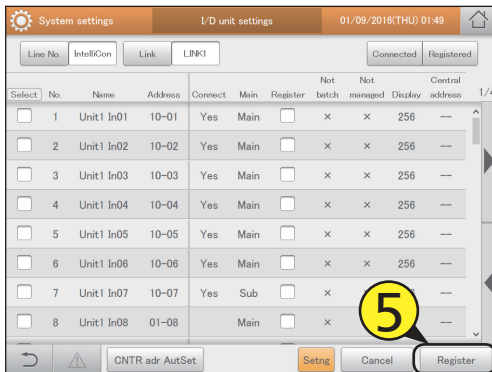 System settings I/D unit settings 01/09/2016(THU) 01:49
Line No. IntelliCon Link LINK1 Connected Registered
Select No. Name Address Connect Main Register Not batch Not managed Display Central address 1/4
1 Unit1 In01 10-01 Yes Main × × 256 --
2 Unit1 In02 10-02 Yes Main × × 256 --
3 Unit1 In03 10-03 Yes Main × × 256 --
4 Unit1 In04 10-04 Yes Main × × 256 --
5 Unit1 In05 10-05 Yes Main × × 256 --
6 Unit1 In06 10-06 Yes Main × × 256 --
7 Unit1 In07 10-07 Yes Sub × 256 --
8 Unit1 In08 01-08 Main × --
5
CNTR adr AutSet Setng Cancel Register